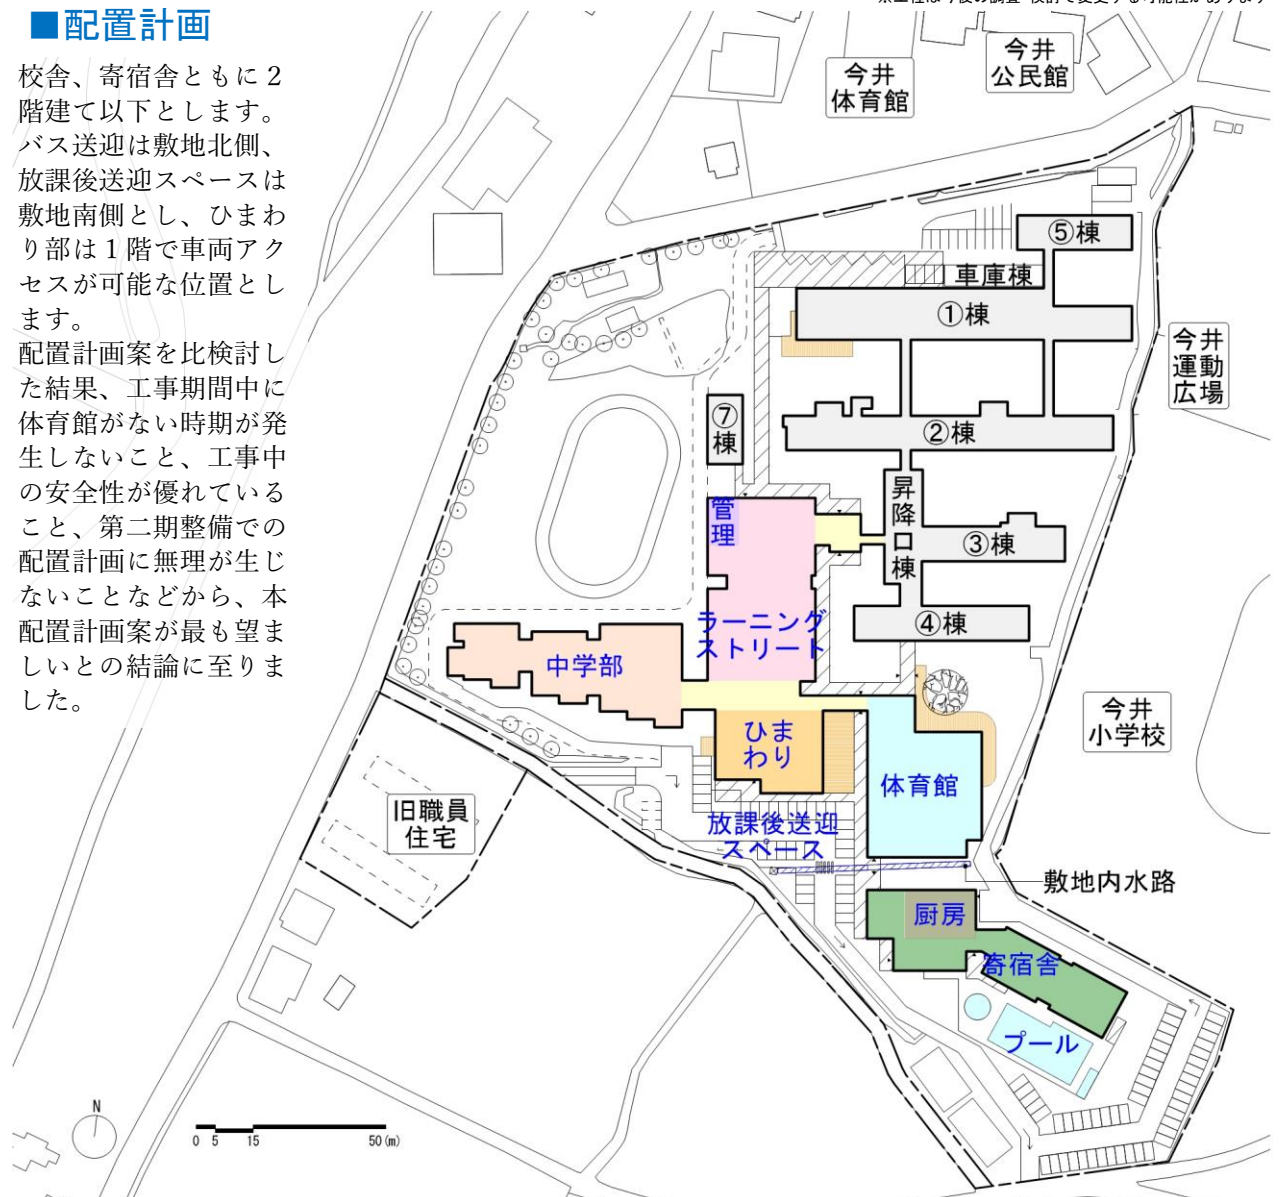 ■配置計画
校舎、寄宿舎ともに２
階建て以下とします。
バス送迎は敷地北側、
放課後送迎スペースは
敷地南側とし、ひまわ
り部は１階で車両アク
セスが可能な位置とし
ます。
配置計画案を比検討し
た結果、工事期間中に
体育館がない時期が発
生しないこと、工事中
の安全性が優れている
こと、第二期整備での
配置計画に無理が生じ
ないことなどから、本
配置計画案が最も望ま
しいとの結論に至りま
した。
今井
体育館
今井
公民館
⑤棟
車庫棟
①棟
今井
運動
広場
⑦
棟
②棟
管
理
昇
降
口
棟
③棟
ラーニング
ストリート
④棟
中学部
ひま
わり
今井
小学校
体育館
旧職員
住宅
放課後送迎
スペース
敷地内水路
厨房
寄宿舎
プール
N
0 5 15 50(m)